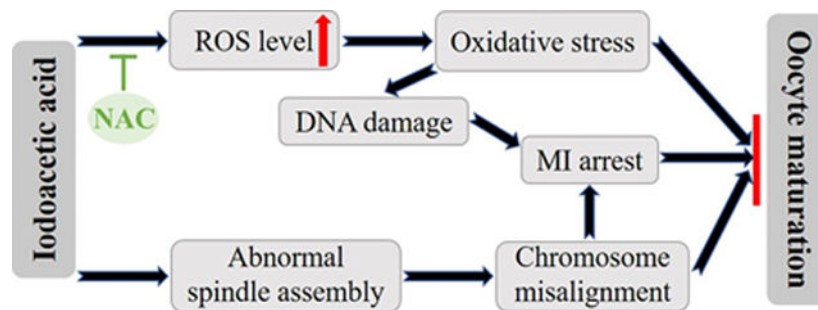 Iodoacetic acid
ROS level
Oxidative stress
NAC
DNA damage
MI arrest
Abnormal
spindle assembly
Chromosome
misalignment
Oocyte maturation